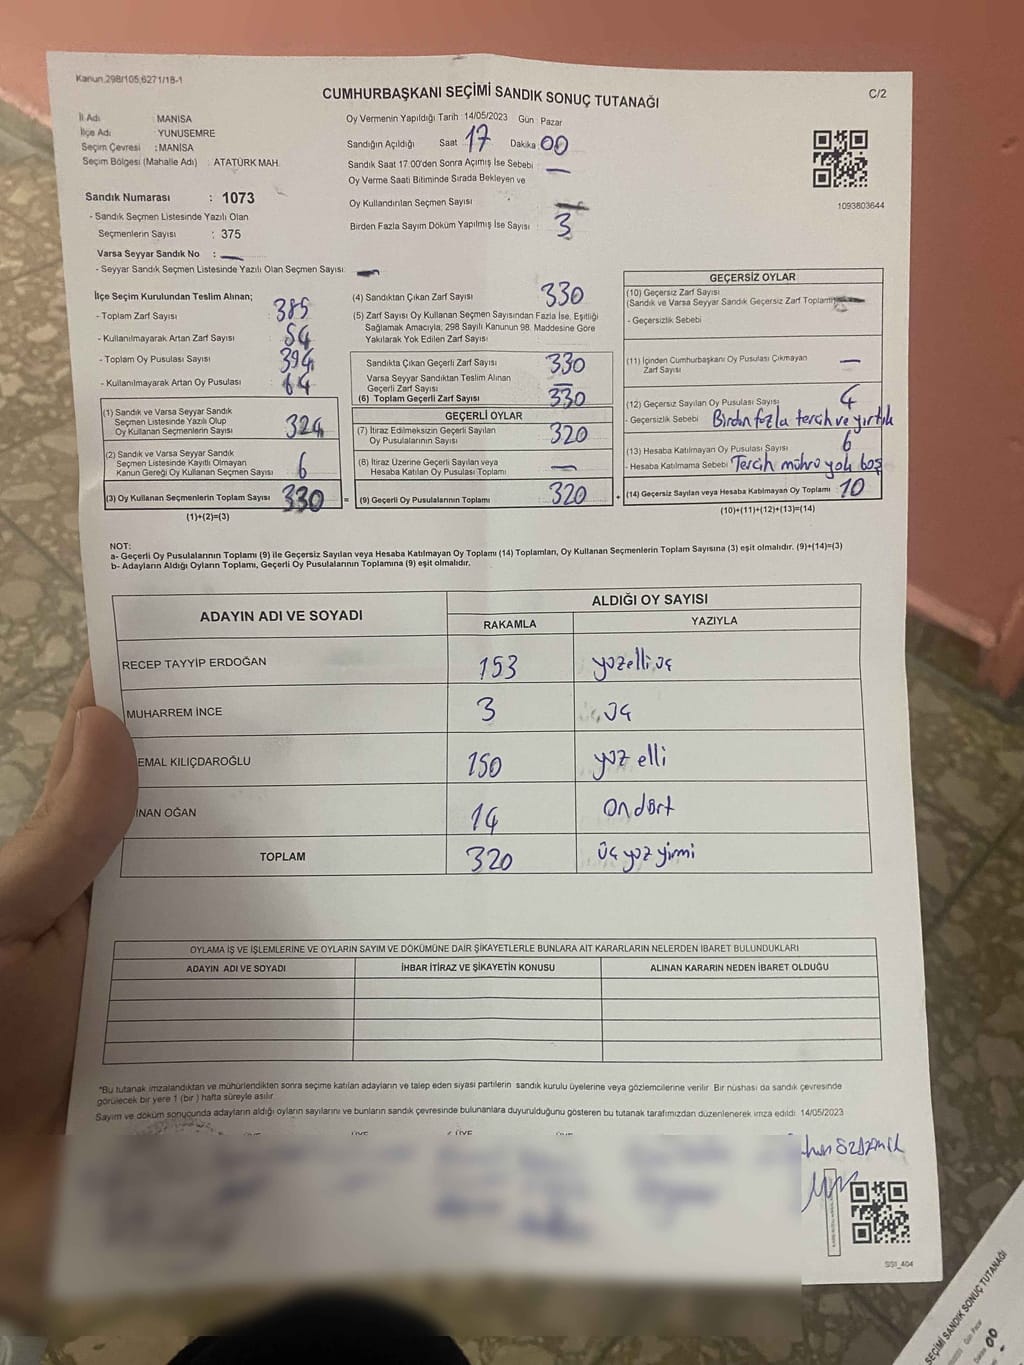 Kanun.298/105;6271/18-1
CUMHURBAŞKANI SEÇİMİ SANDIK SONUÇ TUTANAĞI
C/2
İl Adı : MANİSA
İlçe Adı : YUNUSEMRE
Seçim Çevresi : MANİSA
Seçim Bölgesi (Mahalle Adı) : ATATÜRK MAH.
Sandık Numarası : 1073
- Sandık Seçmen Listesinde Yazılı Olan
Seçmenlerin Sayısı : 375
Varsa Seyyar Sandık No :
- Seyyar Sandık Seçmen Listesinde Yazılı Olan Seçmen Sayısı:
Oy Vermenin Yapıldığı Tarih :14/05/2023 Gün Pazar
Sandığın Açıldığı Saat 17 Dakika 00
Sandık Saat 17.00'den Sonra Açımış İse Sebebi :
Oy Verme Saati Bitiminde Sırada Bekleyen ve
Oy Kullandırılan Seçmen Sayısı
Birden Fazla Sayım Döküm Yapılmış İse Sayısı : 3
1093803644
İlçe Seçim Kurulundan Teslim Alınan;
- Toplam Zarf Sayısı : 385
- Kullanılmayarak Artan Zarf Sayısı : 54
- Toplam Oy Pusulası Sayısı : 394
- Kullanılmayarak Artan Oy Pusulası : 64
(1) Sandık ve Varsa Seyyar Sandık
Seçmen Listesinde Yazılı Olup
Oy Kullanan Seçmenlerin Sayısı 324
(2) Sandık ve Varsa Seyyar Sandık
Seçmen Listesinde Kayıtlı Olmayan
Kanun Gereği Oy Kullanan Seçmen Sayısı 6
(3) Oy Kullanan Seçmenlerin Toplam Sayısı 330 =
(1)+(2)=(3)
(4) Sandıktan Çıkan Zarf Sayısı 330
(5) Zarf Sayısı Oy Kullanan Seçmen Sayısından Fazla İse, Eşitliği
Sağlamak Amacıyla; 298 Sayılı Kanunun 98. Maddesine Göre
Yakılarak Yok Edilen Zarf Sayısı
Sandıkta Çıkan Geçerli Zarf Sayısı 330
Varsa Seyyar Sandıktan Teslim Alınan
Geçerli Zarf Sayısı
(6) Toplam Geçerli Zarf Sayısı 330
GEÇERLİ OYLAR
(7) İtiraz Edilmeksizin Geçerli Sayılan
Oy Pusulalarının Sayısı 320
(8) İtiraz Üzerine Geçerli Sayılan veya
Hesaba Katılan Oy Pusulası Toplamı
(9) Geçerli Oy Pusulalarının Toplamı 320 +
GEÇERSİZ OYLAR
(10) Geçersiz Zarf Sayısı
(Sandık ve Varsa Seyyar Sandık Geçersiz Zarf Toplamı)
- Geçersizlik Sebebi
(11) İçinden Cumhurbaşkanı Oy Pusulası Çıkmayan
Zarf Sayısı
(12) Geçersiz Sayılan Oy Pusulası Sayısı 4
- Geçersizlik Sebebi Birden fazla tercih ve yırtık
(13) Hesaba Katılmayan Oy Pusulası Sayısı 6
- Hesaba Katılmama Sebebi Tercih mührü yok boş
(14) Geçersiz Sayılan veya Hesaba Katılmayan Oy Toplamı 10
(10)+(11)+(12)+(13)=(14)
NOT:
a- Geçerli Oy Pusulalarının Toplamı (9) ile Geçersiz Sayılan veya Hesaba Katılmayan Oy Toplamı (14) Toplamları, Oy Kullanan Seçmenlerin Toplam Sayısına (3) eşit olmalıdır. (9)+(14)=(3)
b- Adayların Aldığı Oyların Toplamı, Geçerli Oy Pusulalarının Toplamına (9) eşit olmalıdır.
ADAYIN ADI VE SOYADI
ALDIĞI OY SAYISI
RAKAMLA YAZIYLA
RECEP TAYYİP ERDOĞAN 153 yüzelli üç
MUHARREM İNCE 3 üç
EMAL KILIÇDAROĞLU 150 yüz elli
İNAN OĞAN 14 on dört
TOPLAM 320 üç yüz yirmi
OYLAMA İŞ VE İŞLEMLERİNE VE OYLARIN SAYIM VE DÖKÜMÜNE DAİR ŞİKAYETLERLE BUNLARA AİT KARARLARIN NELERDEN İBARET BULUNDUKLARI
ADAYIN ADI VE SOYADI İHBAR İTİRAZ VE ŞİKAYETİN KONUSU ALINAN KARARIN NEDEN İBARET OLDUĞU
*Bu tutanak imzalandıktan ve mühürlendikten sonra seçime katılan adayların ve talep eden siyasi partilerin sandık kurulu üyelerine veya gözlemcilerine verilir. Bir nüshası da sandık çevresinde
görülecek bir yere 1 (bir) hafta süreyle asılır.
Sayım ve döküm sonucunda adayların aldığı oyların sayılarını ve bunların sandık çevresinde bulunanlara duyurulduğunu gösteren bu tutanak tarafımızdan düzenlenerek imza edildi. 14/05/2023
SSI_404
SEÇİMİ SANDIK SONUÇ TUTANAĞI
Gün Pazar
00